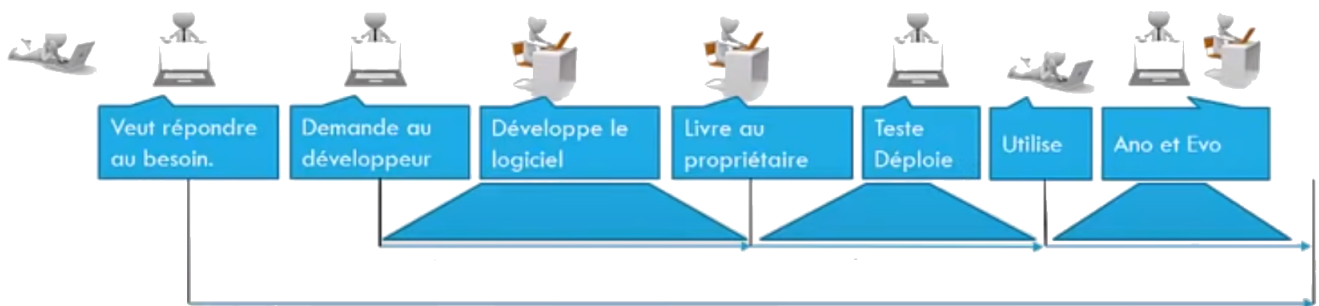 Veut répondre
au besoin.
Demande au
développeur
Développe le
logiciel
Livre au
propriétaire
Teste
Déploie
Utilise
Ano et Evo